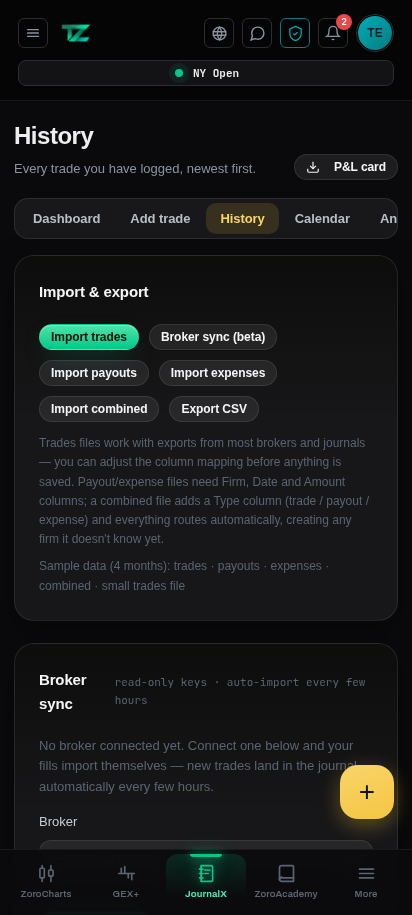 TZ
2
TE
NY Open
History
Every trade you have logged, newest first.
P&L card
Dashboard Add trade History Calendar An
Import & export
Import trades Broker sync (beta)
Import payouts Import expenses
Import combined Export CSV
Trades files work with exports from most brokers and journals
— you can adjust the column mapping before anything is
saved. Payout/expense files need Firm, Date and Amount
columns; a combined file adds a Type column (trade / payout /
expense) and everything routes automatically, creating any
firm it doesn't know yet.
Sample data (4 months): trades · payouts · expenses ·
combined · small trades file
Broker
sync
read-only keys · auto-import every few
hours
No broker connected yet. Connect one below and your
fills import themselves — new trades land in the journal
automatically every few hours.
Broker
+
ZoroCharts GEX+ JournalX ZoroAcademy More